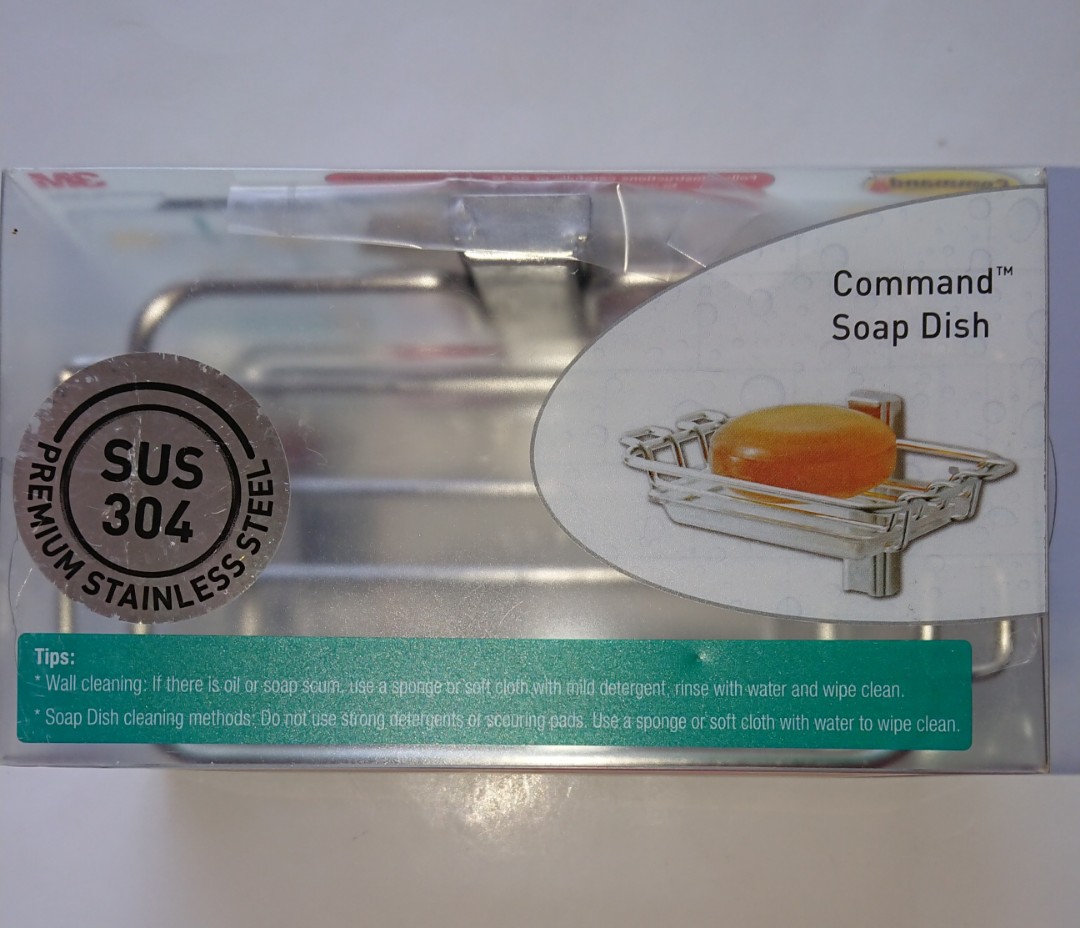 3M
Command
Command™
Soap Dish
SUS
304
PREMIUM STAINLESS STEEL
Tips:
* Wall cleaning: If there is oil or soap scum, use a sponge or soft cloth with mild detergent, rinse with water and wipe clean.
* Soap Dish cleaning methods: Do not use strong detergents or scouring pads. Use a sponge or soft cloth with water to wipe clean.